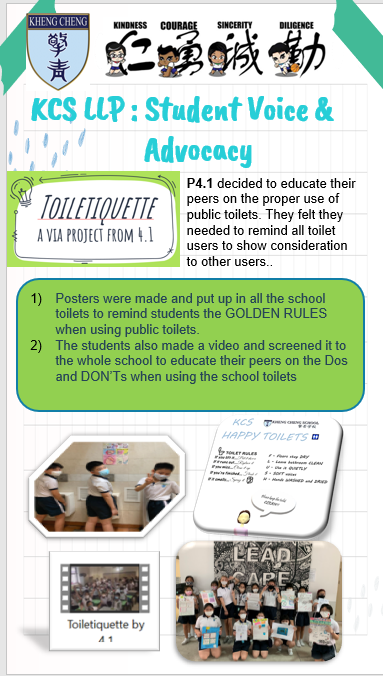 KHENG CHENG
擎青
KINDNESS COURAGE SINCERITY DILIGENCE
仁勇诚勤
KCS LLP : Student Voice &
Advocacy
TOILETIQUETTE
A VIA PROJECT FROM 4.1
P4.1 decided to educate their
peers on the proper use of
public toilets. They felt they
needed to remind all toilet
users to show consideration
to other users..
1) Posters were made and put up in all the school
toilets to remind students the GOLDEN RULES
when using public toilets.
2) The students also made a video and screened it to
the whole school to educate their peers on the Dos
and DON'Ts when using the school toilets
KCS KHENG CHENG SCHOOL
HAPPY TOILETS
TOILET RULES
F - Floors stay DRY
L - Leave bathroom CLEAN
U - Use it QUIETLY
S - SOFT voices
H - Hands WASHED and DRIED
Toiletiquette by
4.1
LEAD